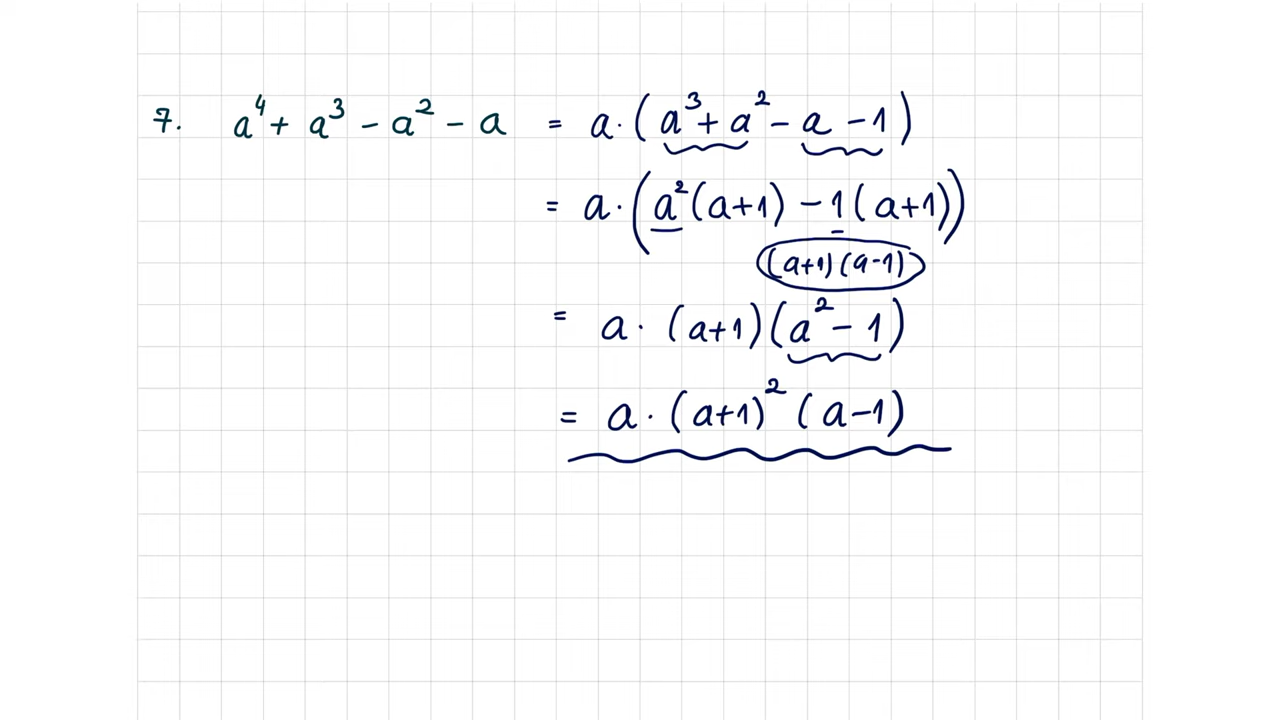 7. a⁴ + a³ - a² - a = a · (a³ + a² - a - 1)
= a · (a²(a+1) - 1(a+1))
(a+1)(a-1)
= a · (a+1)(a² - 1)
= a · (a+1)² (a-1)